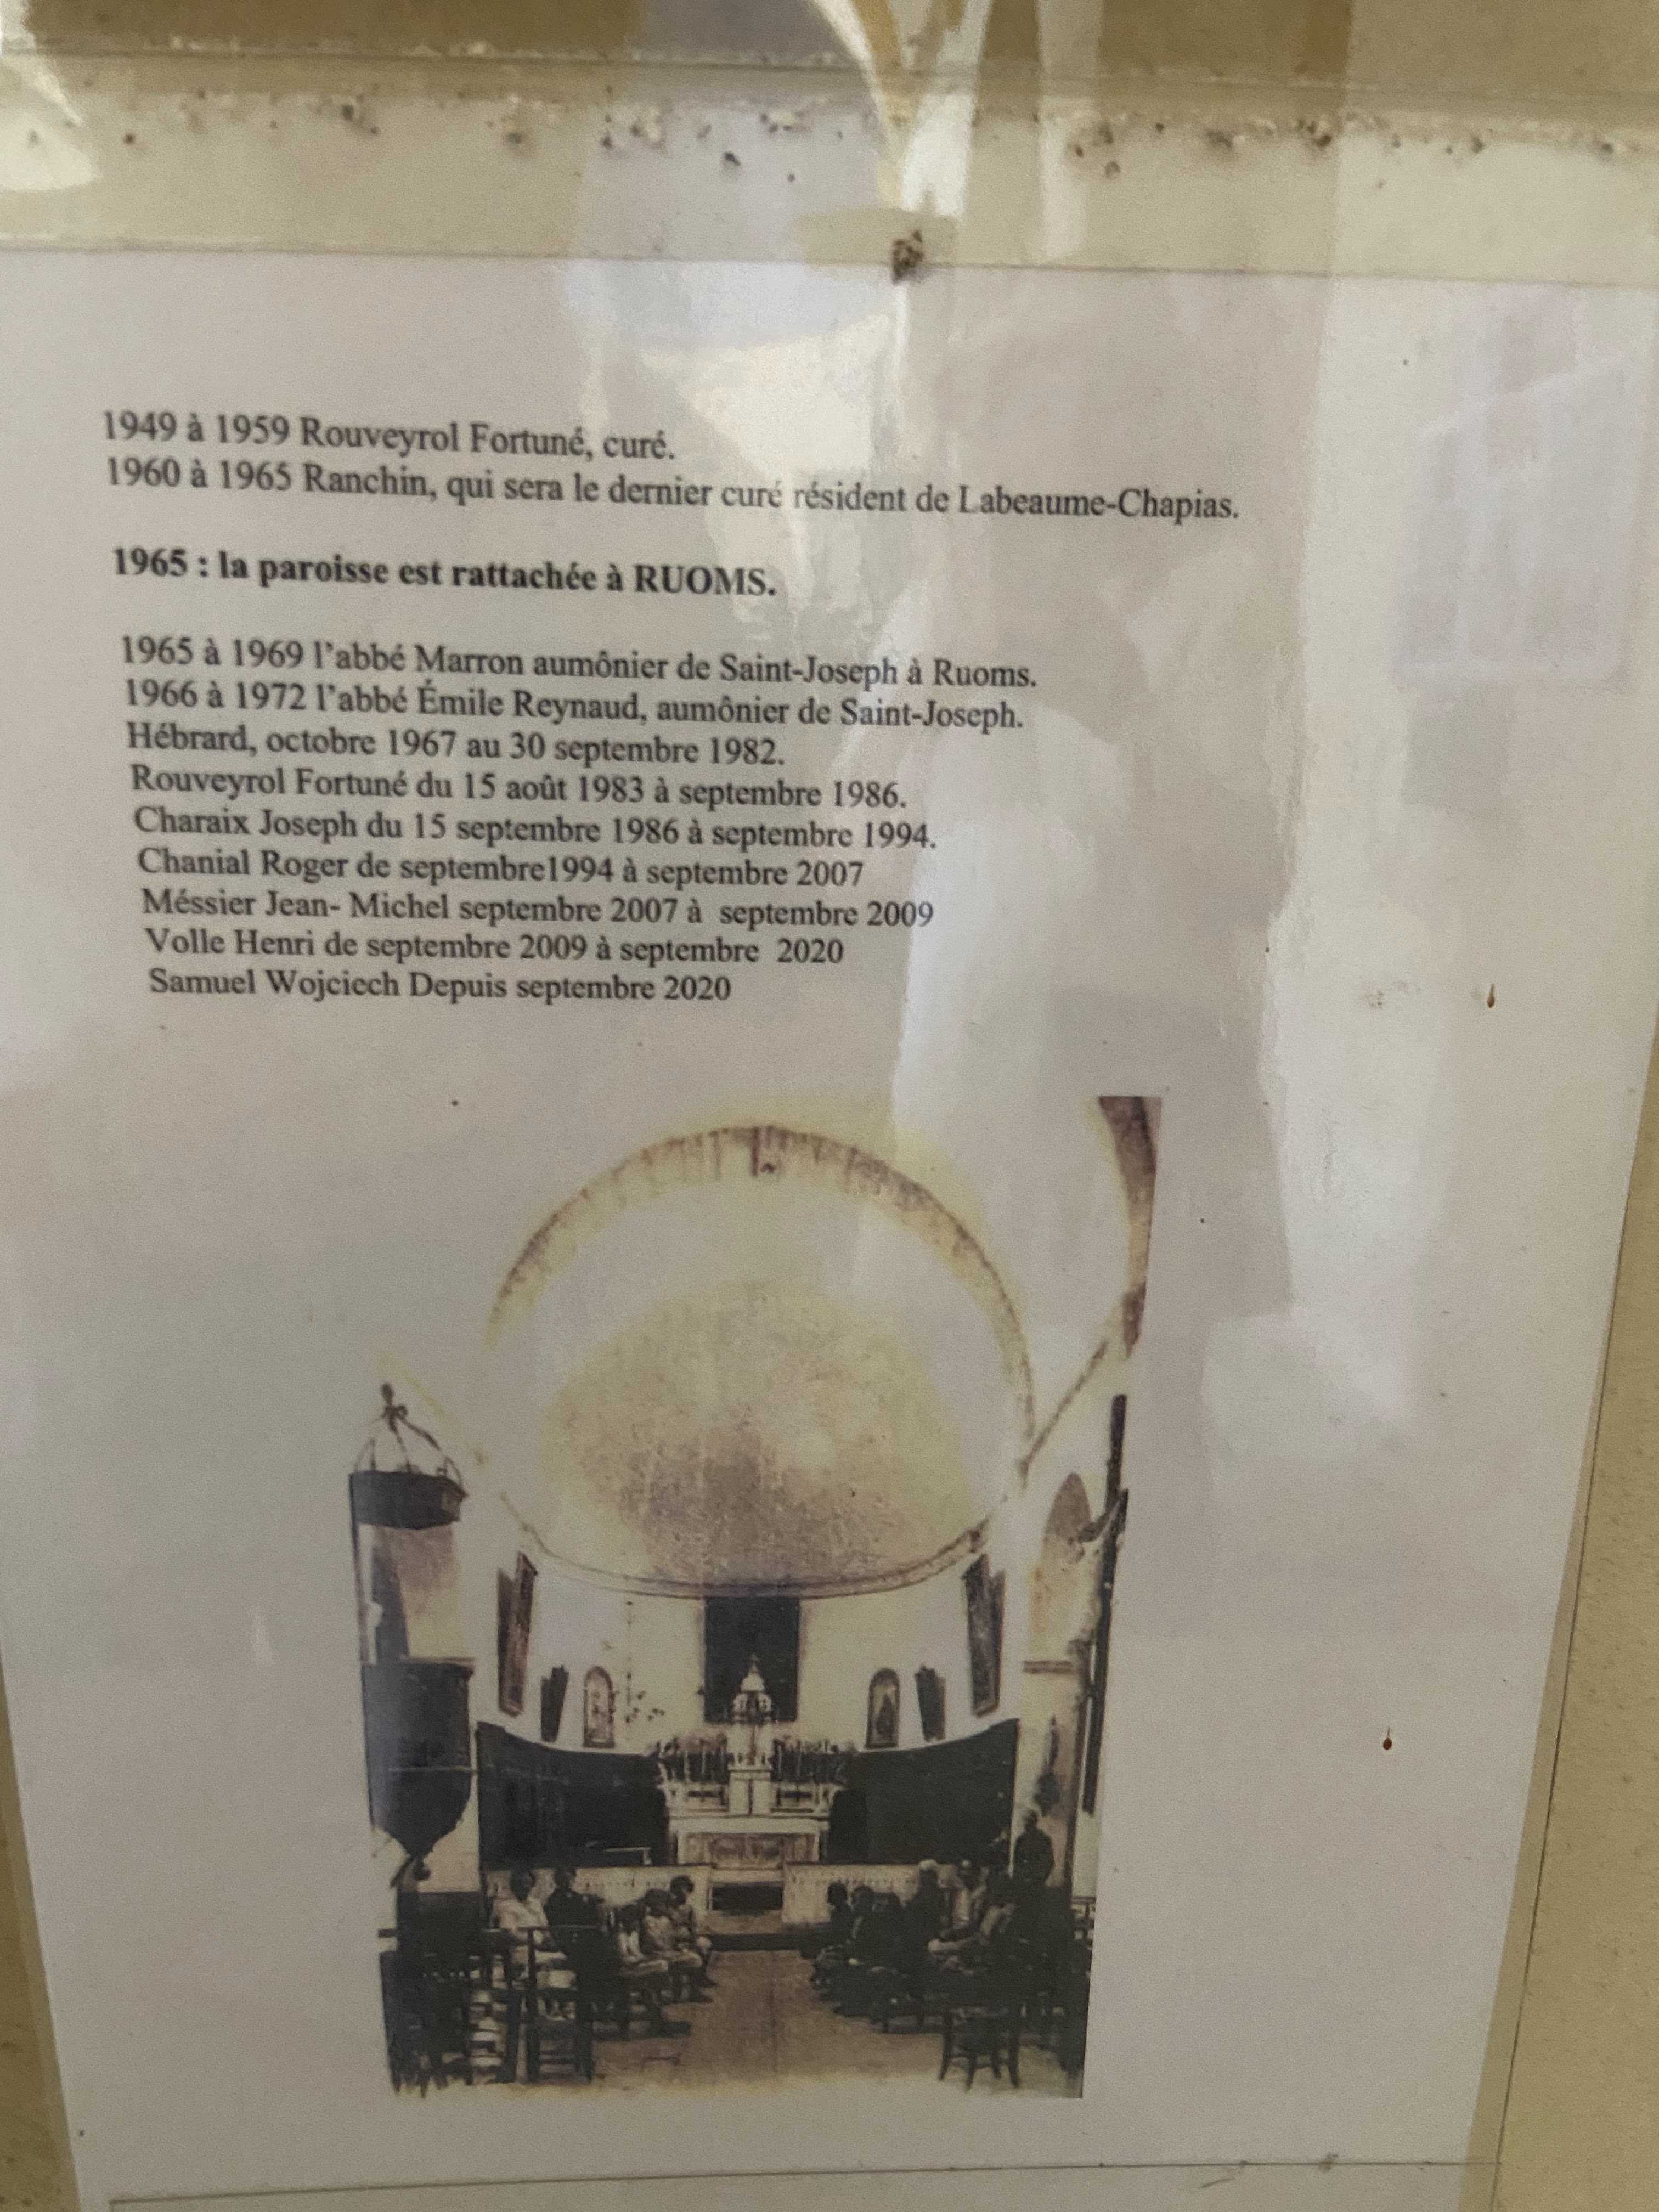 1949 à 1959 Rouveyrol Fortuné, curé.
1960 à 1965 Ranchin, qui sera le dernier curé résident de Labeaume-Chapias.
1965 : la paroisse est rattachée à RUOMS.
1965 à 1969 l’abbé Marron aumônier de Saint-Joseph à Ruoms.
1966 à 1972 l’abbé Émile Reynaud, aumônier de Saint-Joseph.
Hébrard, octobre 1967 au 30 septembre 1982.
Rouveyrol Fortuné du 15 août 1983 à septembre 1986.
Charaix Joseph du 15 septembre 1986 à septembre 1994.
Chanial Roger de septembre1994 à septembre 2007
Méssier Jean- Michel septembre 2007 à  septembre 2009
Volle Henri de septembre 2009 à septembre  2020
Samuel Wojciech Depuis septembre 2020